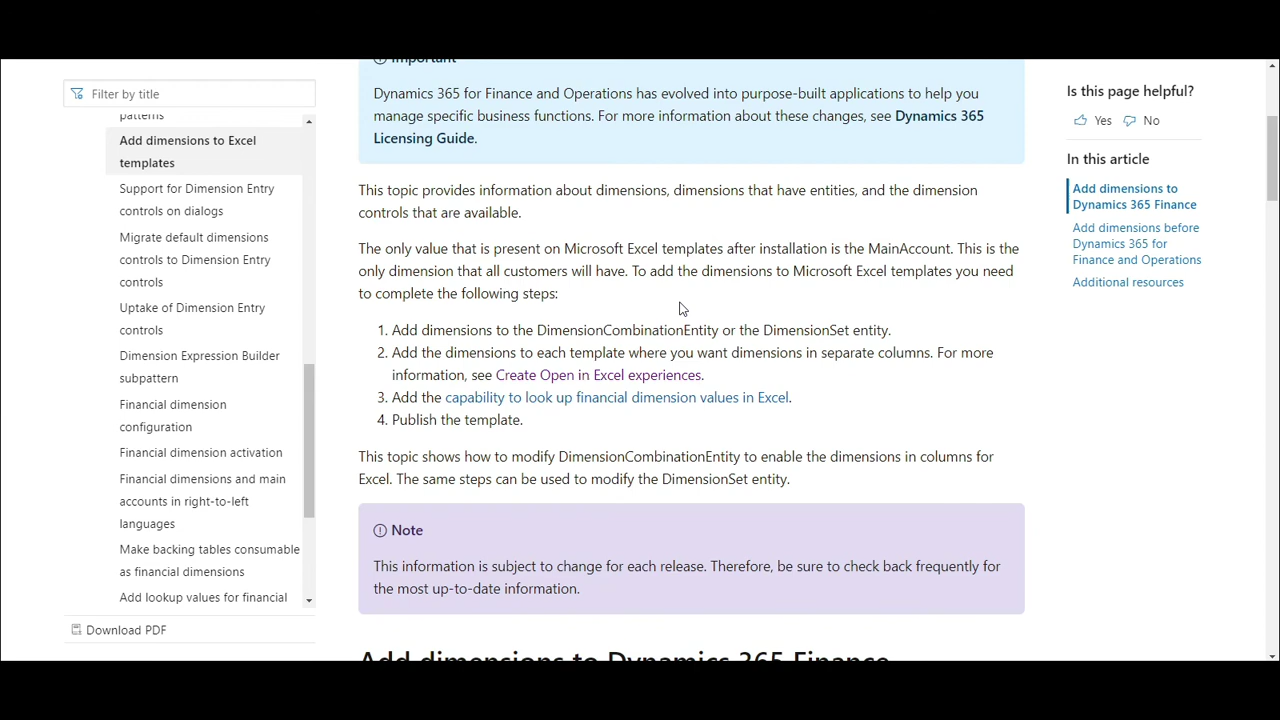 Filter by title
patterns
Add dimensions to Excel
templates
Support for Dimension Entry
controls on dialogs
Migrate default dimensions
controls to Dimension Entry
controls
Uptake of Dimension Entry
controls
Dimension Expression Builder
subpattern
Financial dimension
configuration
Financial dimension activation
Financial dimensions and main
accounts in right-to-left
languages
Make backing tables consumable
as financial dimensions
Add lookup values for financial
Download PDF
Important
Dynamics 365 for Finance and Operations has evolved into purpose-built applications to help you
manage specific business functions. For more information about these changes, see Dynamics 365
Licensing Guide.
This topic provides information about dimensions, dimensions that have entities, and the dimension
controls that are available.
The only value that is present on Microsoft Excel templates after installation is the MainAccount. This is the
only dimension that all customers will have. To add the dimensions to Microsoft Excel templates you need
to complete the following steps:
1. Add dimensions to the DimensionCombinationEntity or the DimensionSet entity.
2. Add the dimensions to each template where you want dimensions in separate columns. For more
information, see Create Open in Excel experiences.
3. Add the capability to look up financial dimension values in Excel.
4. Publish the template.
This topic shows how to modify DimensionCombinationEntity to enable the dimensions in columns for
Excel. The same steps can be used to modify the DimensionSet entity.
Note
This information is subject to change for each release. Therefore, be sure to check back frequently for
the most up-to-date information.
Add dimensions to Dynamics 365 Finance
Is this page helpful?
Yes No
In this article
Add dimensions to
Dynamics 365 Finance
Add dimensions before
Dynamics 365 for
Finance and Operations
Additional resources